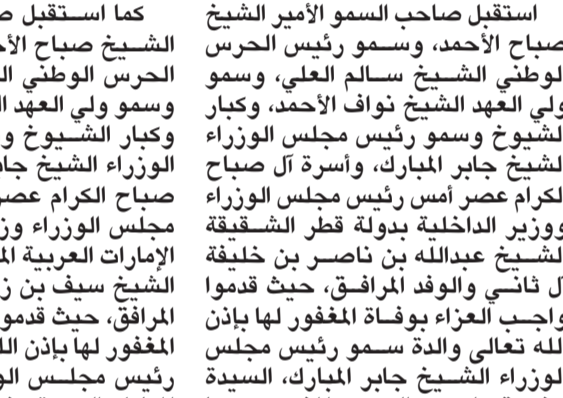 استقبل صاحب السمو الأمير الشيخ
صباح الأحمد، وسمو رئيس الحرس
الوطني الشيخ سالم العلي، وسمو
ولي العهد الشيخ نواف الأحمد، وكبار
الشيوخ وسمو رئيس مجلس الوزراء
الشيخ جابر المبارك، وأسرة آل صباح
الكرام عصر أمس رئيس مجلس الوزراء
ووزير الداخلية بدولة قطر الشقيقة
الشيخ عبدالله بن ناصر بن خليفة
آل ثاني والوفد المرافق، حيث قدموا
واجب العزاء بوفاة المغفور لها بإذن
الله تعالى والدة سمو رئيس مجلس
الوزراء الشيخ جابر المبارك، السيدة
كما استقبل
الشيخ صباح
الحرس الوطني
وسمو ولي العهد
وكبار الشيوخ
الوزراء الشيخ
صباح الكرام عصر
مجلس الوزراء
الإمارات العربية
الشيخ سيف بن
المرافق، حيث قدموا
المغفور لها بإذن
رئيس مجلس